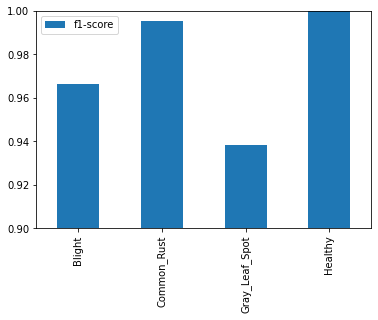 f1-score
1.00
0.98
0.96
0.94
0.92
0.90
Blight
Common_Rust
Gray_Leaf_Spot
Healthy